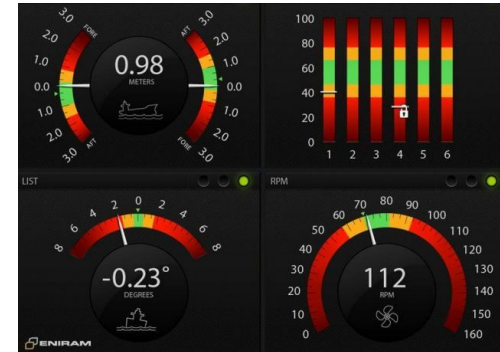 3.0 FORE
2.0
1.0
0.0
1.0
2.0
3.0 AFT
0.98
METERS
AFT 3.0
2.0
1.0
0.0
1.0
2.0
FORE 3.0
100
80
60
40
20
0
1 2 3 4 5 6
LIST
8 6 4 2 0 2 4 6 8
-0.23°
DEGREES
ENIRAM
RPM
0 10 20 30 40 50 60 70 80 90 100 110 120 130 140 150 160
112
RPM